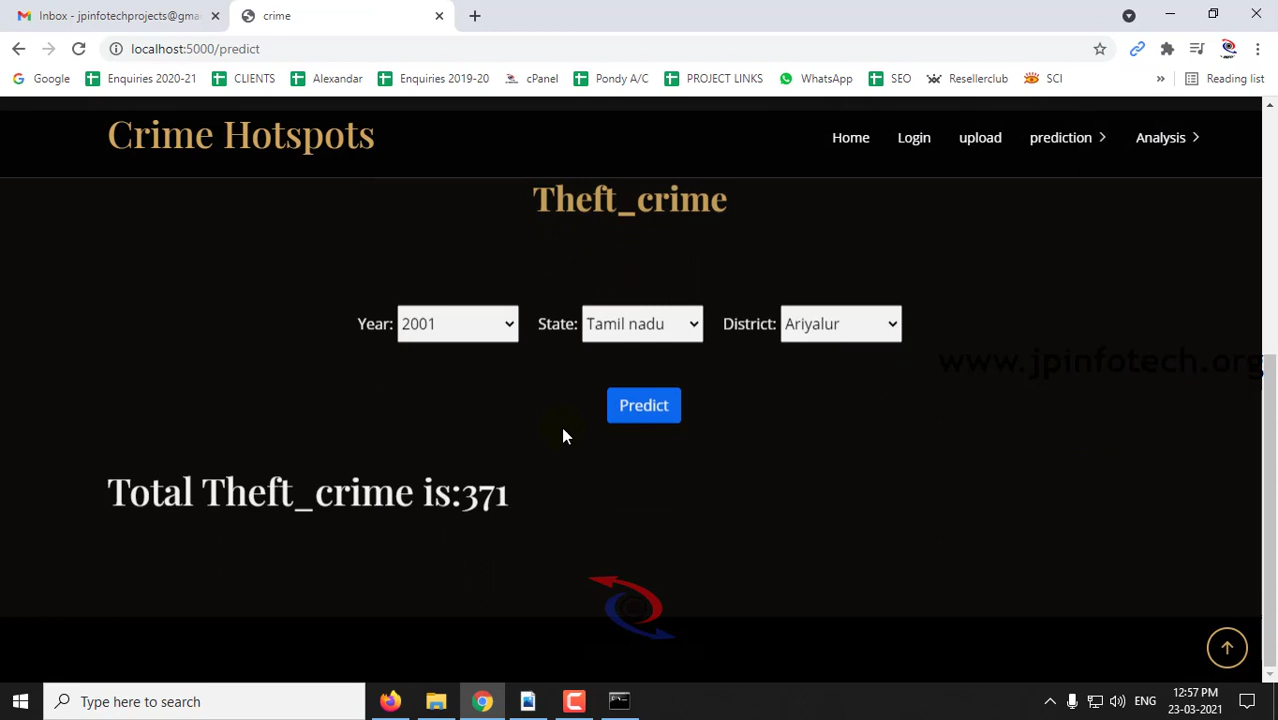 Inbox - jpinfotechprojects@gma
crime
localhost:5000/predict
Google Enquiries 2020-21 CLIENTS Alexandar Enquiries 2019-20 cPanel Pondy A/C PROJECT LINKS WhatsApp SEO Resellerclub SCI » Reading list
Crime Hotspots
Home Login upload prediction Analysis
Theft_crime
Year: 2001 State: Tamil nadu District: Ariyalur
www.jpinfotech.org
Predict
Total Theft_crime is:371
Type here to search
ENG
12:57 PM
23-03-2021